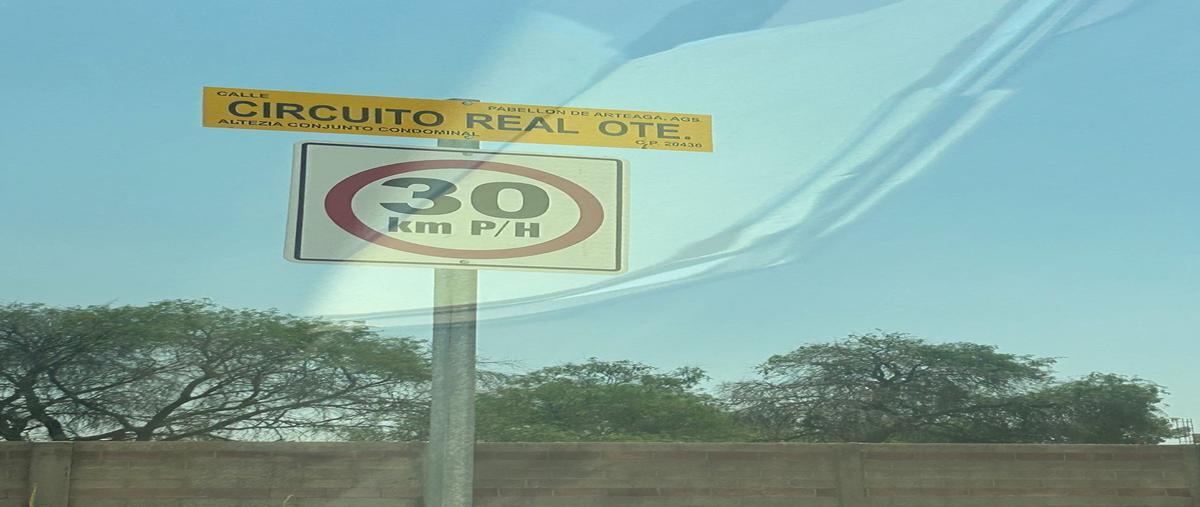 CALLE
CIRCUITO REAL OTE.
PABELLON DE ARTEAGA, AGS.
ALTEZIA CONJUNTO CONDOMINAL
C.P. 20436
30
km P/H